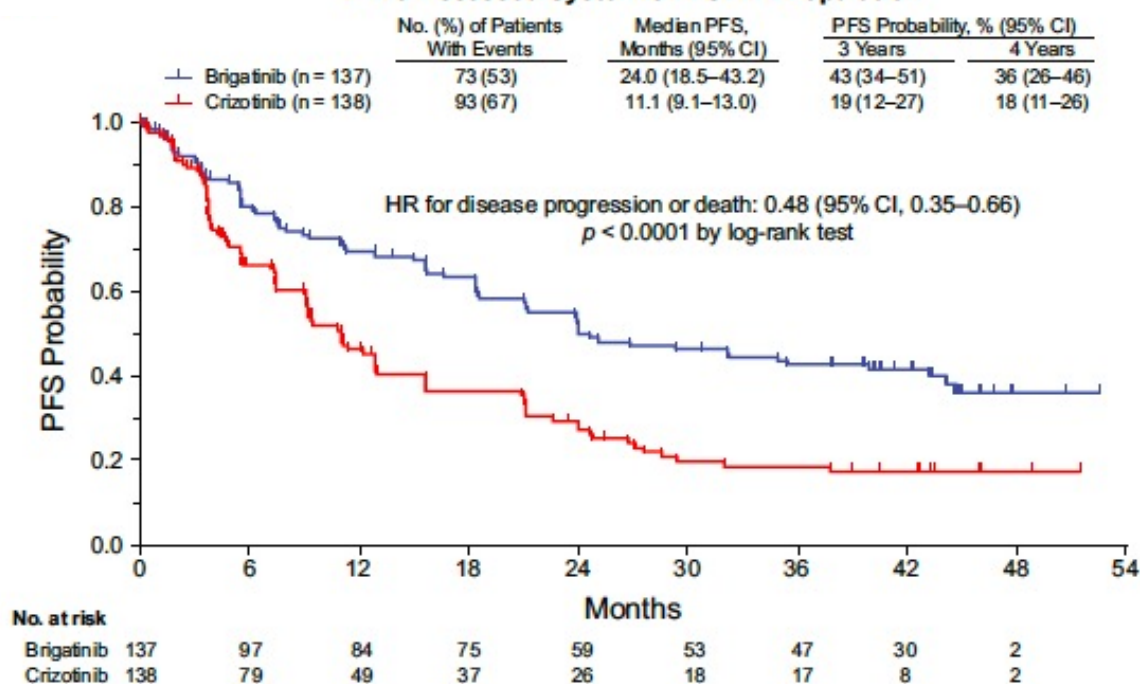 No. (%) of Patients With Events
Median PFS, Months (95% CI)
PFS Probability, % (95% CI)
3 Years 4 Years
Brigatinib (n = 137) 73 (53) 24.0 (18.5–43.2) 43 (34–51) 36 (26–46)
Crizotinib (n = 138) 93 (67) 11.1 (9.1–13.0) 19 (12–27) 18 (11–26)
HR for disease progression or death: 0.48 (95% CI, 0.35–0.66)
p < 0.0001 by log-rank test
PFS Probability
1.0
0.8
0.6
0.4
0.2
0.0
0 6 12 18 24 30 36 42 48 54
Months
No. at risk
Brigatinib 137 97 84 75 59 53 47 30 2
Crizotinib 138 79 49 37 26 18 17 8 2